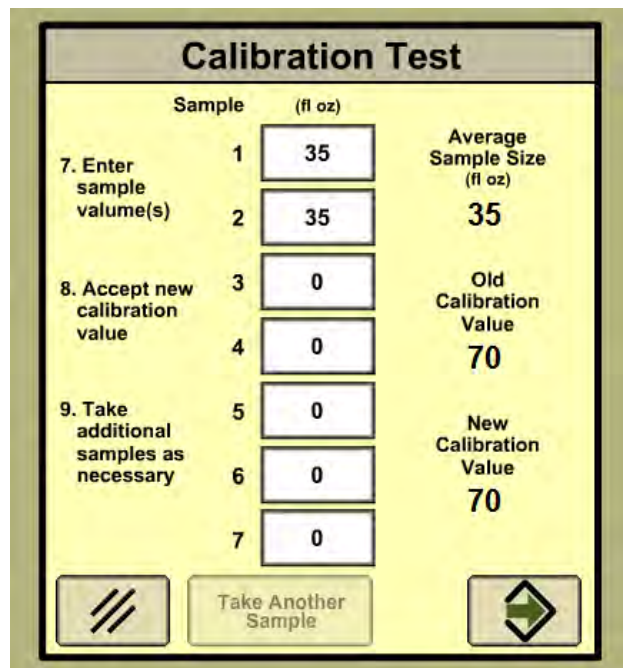 Calibration Test
Sample (fl oz)
7. Enter
sample
valume(s)
1 35
2 35
8. Accept new
calibration
value
3 0
4 0
9. Take
additional
samples as
necessary
5 0
6 0
7 0
Average
Sample Size
(fl oz)
35
Old
Calibration
Value
70
New
Calibration
Value
70
Take Another
Sample